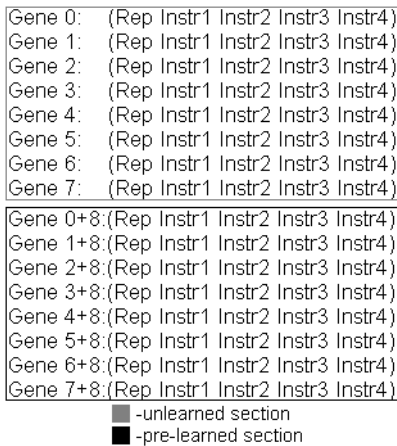 Gene 0: (Rep Instr1 Instr2 Instr3 Instr4)
Gene 1: (Rep Instr1 Instr2 Instr3 Instr4)
Gene 2: (Rep Instr1 Instr2 Instr3 Instr4)
Gene 3: (Rep Instr1 Instr2 Instr3 Instr4)
Gene 4: (Rep Instr1 Instr2 Instr3 Instr4)
Gene 5: (Rep Instr1 Instr2 Instr3 Instr4)
Gene 6: (Rep Instr1 Instr2 Instr3 Instr4)
Gene 7: (Rep Instr1 Instr2 Instr3 Instr4)
Gene 0+8:(Rep Instr1 Instr2 Instr3 Instr4)
Gene 1+8:(Rep Instr1 Instr2 Instr3 Instr4)
Gene 2+8:(Rep Instr1 Instr2 Instr3 Instr4)
Gene 3+8:(Rep Instr1 Instr2 Instr3 Instr4)
Gene 4+8:(Rep Instr1 Instr2 Instr3 Instr4)
Gene 5+8:(Rep Instr1 Instr2 Instr3 Instr4)
Gene 6+8:(Rep Instr1 Instr2 Instr3 Instr4)
Gene 7+8:(Rep Instr1 Instr2 Instr3 Instr4)
-unlearned section
-pre-learned section